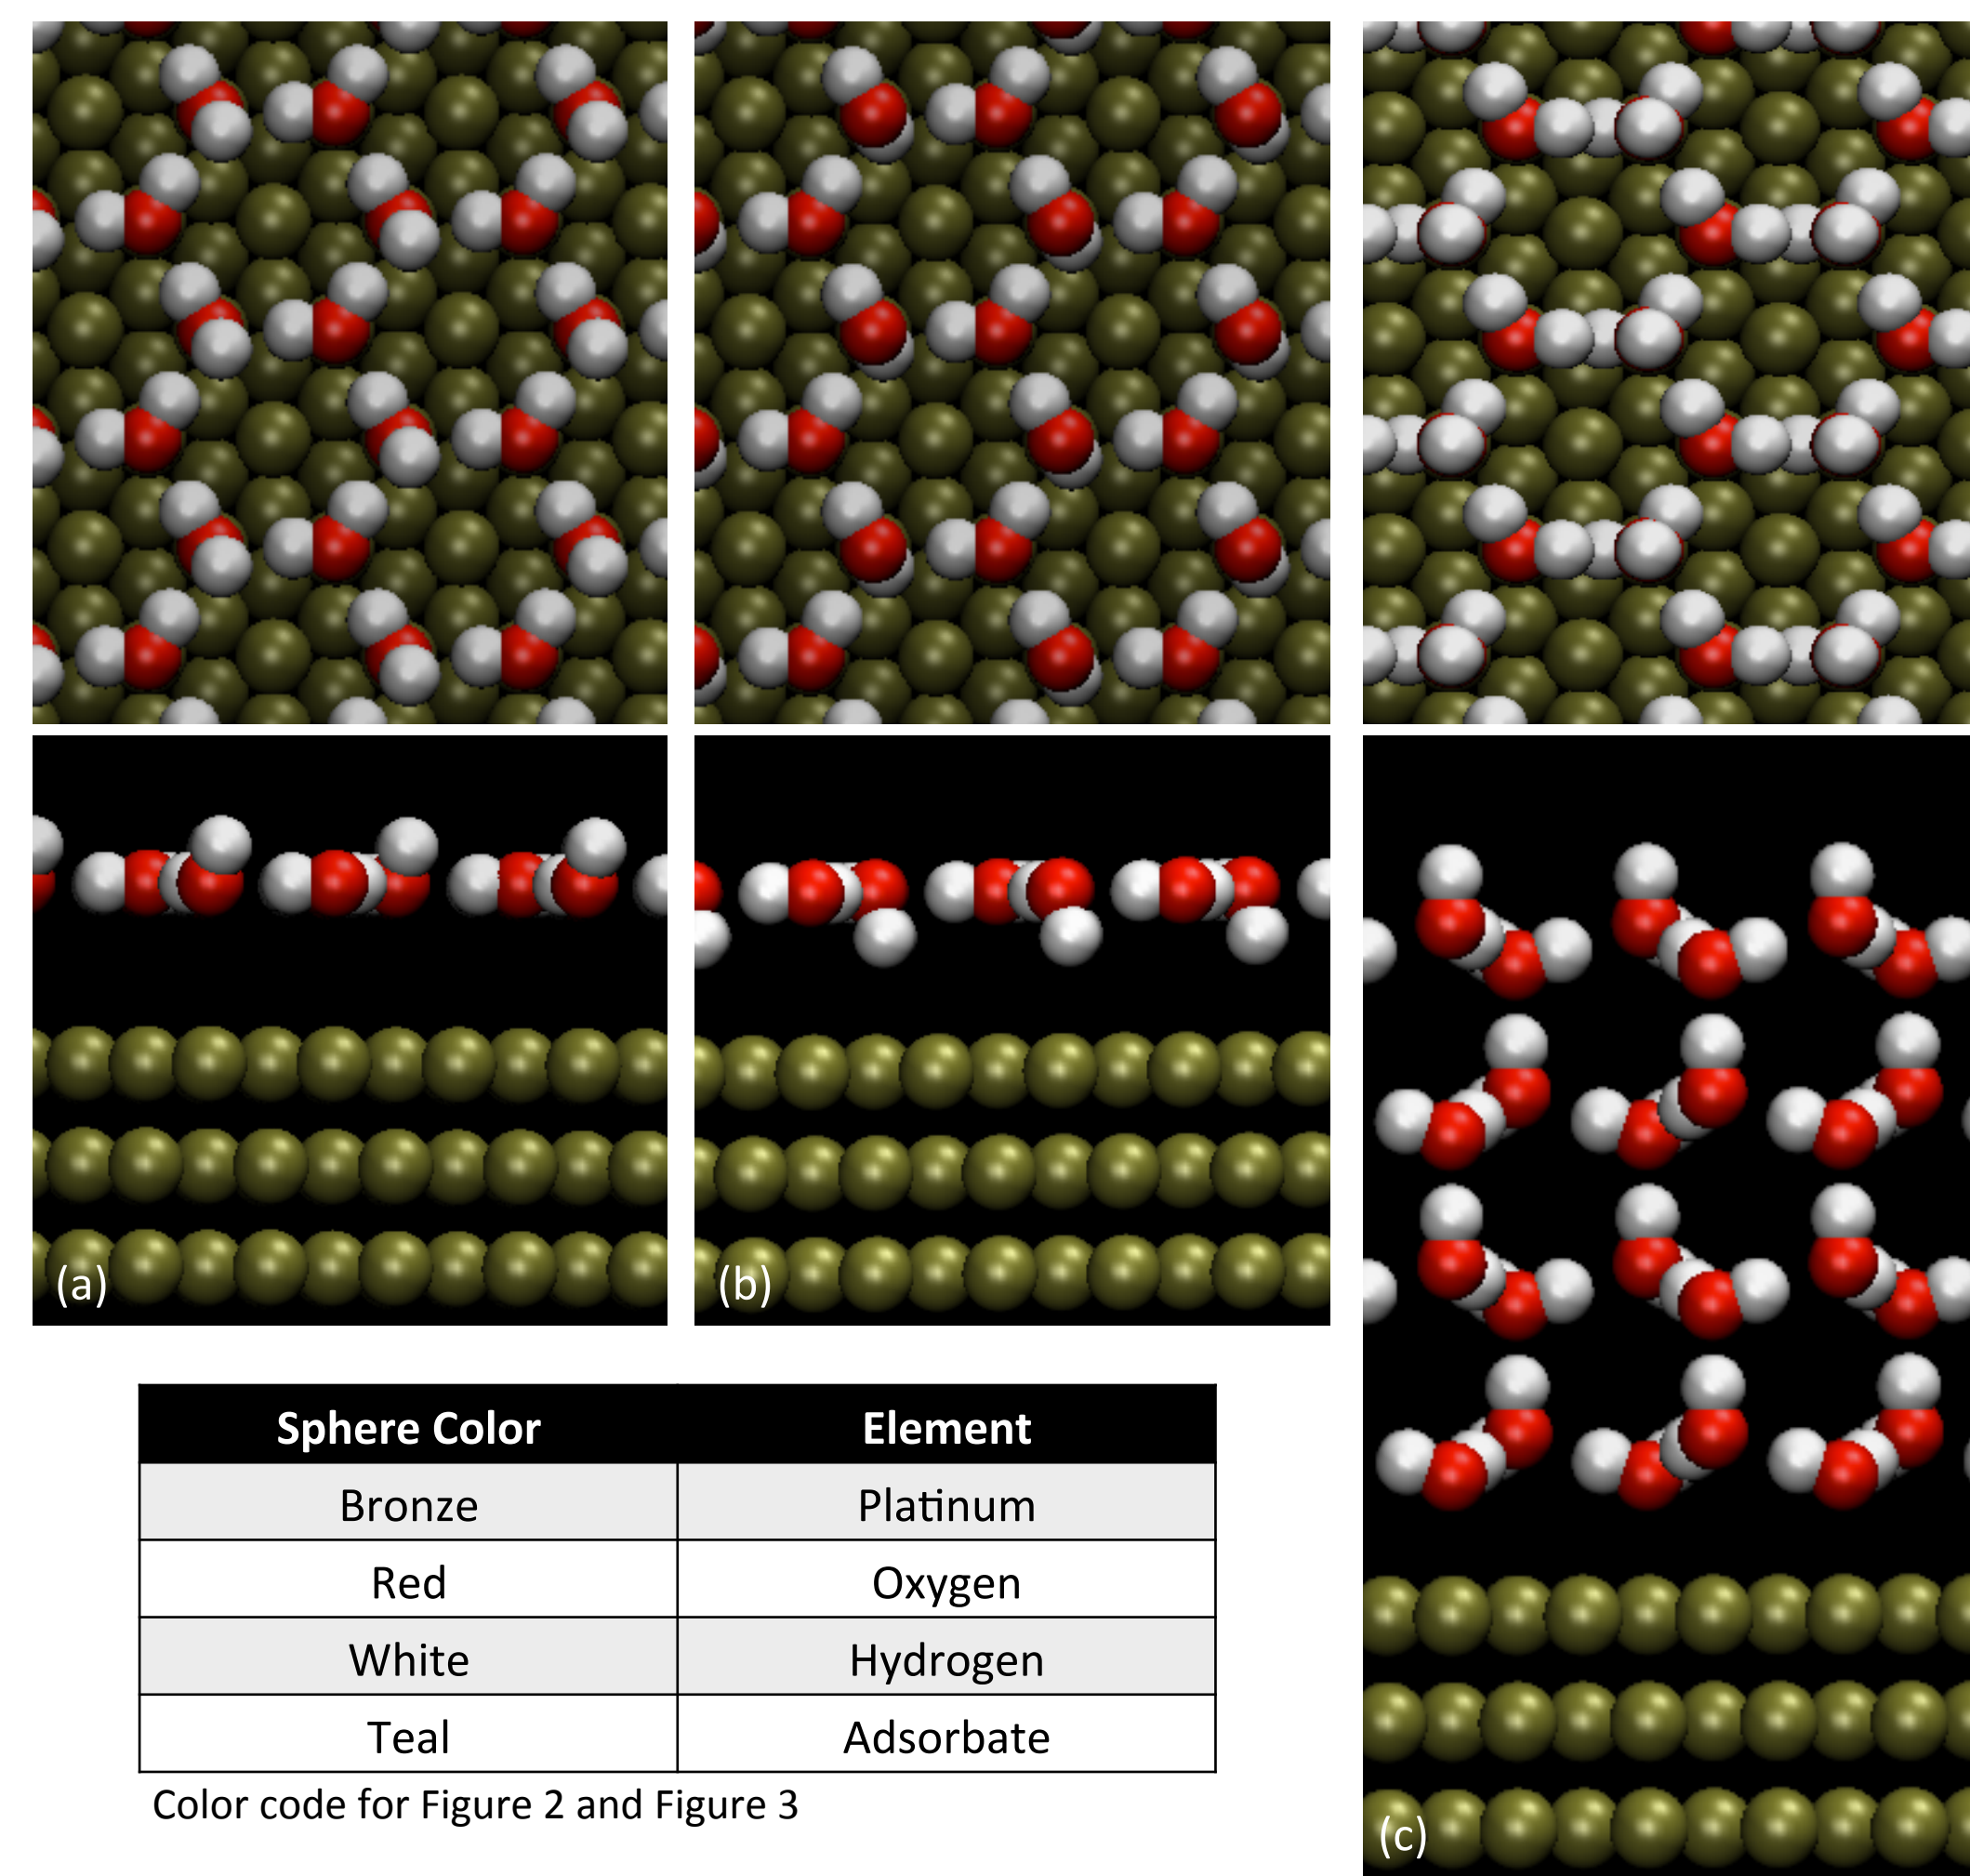 (a)
(b)
Sphere Color Element
Bronze Platinum
Red Oxygen
White Hydrogen
Teal Adsorbate
Color code for Figure 2 and Figure 3
(c)